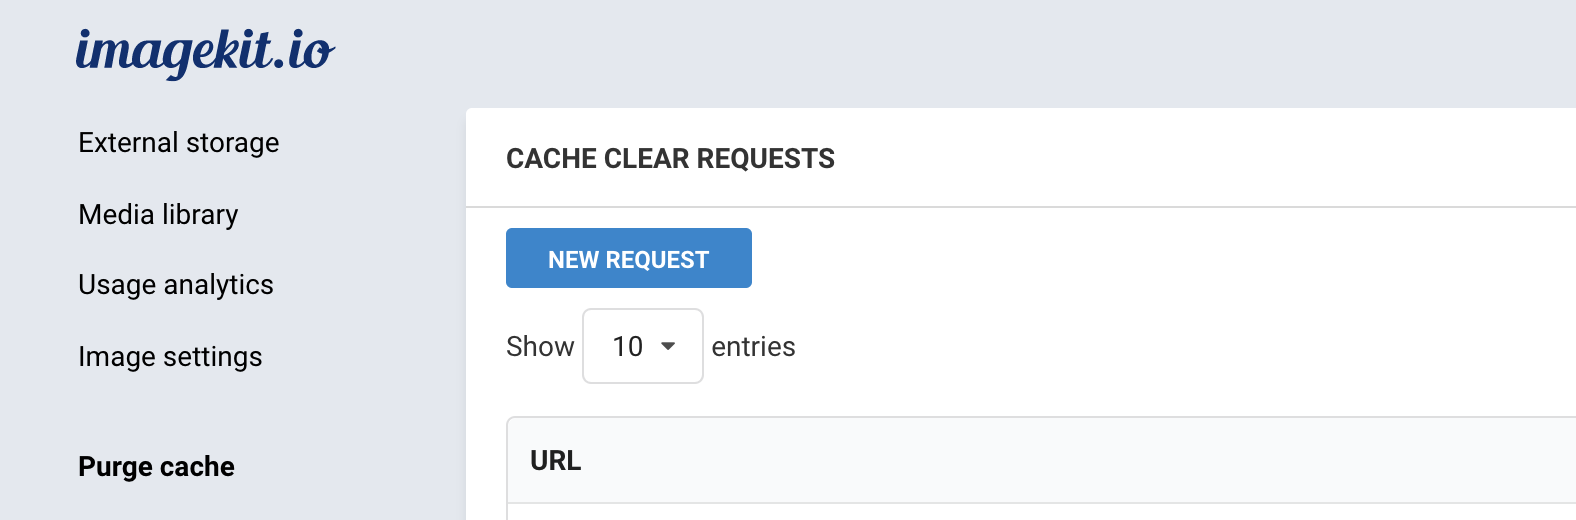 imagekit.io
External storage
Media library
Usage analytics
Image settings
Purge cache
CACHE CLEAR REQUESTS
NEW REQUEST
Show 10 entries
URL